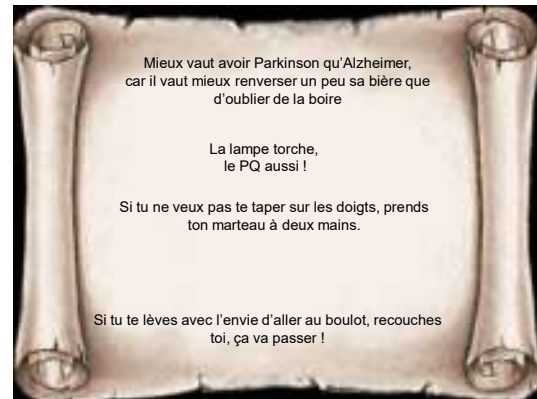 Mieux vaut avoir Parkinson qu'Alzheimer,
car il vaut mieux renverser un peu sa bière que
d'oublier de la boire
La lampe torche,
le PQ aussi !
Si tu ne veux pas te taper sur les doigts, prends
ton marteau à deux mains.
Si tu te lèves avec l'envie d'aller au boulot, recouches
toi, ça va passer !